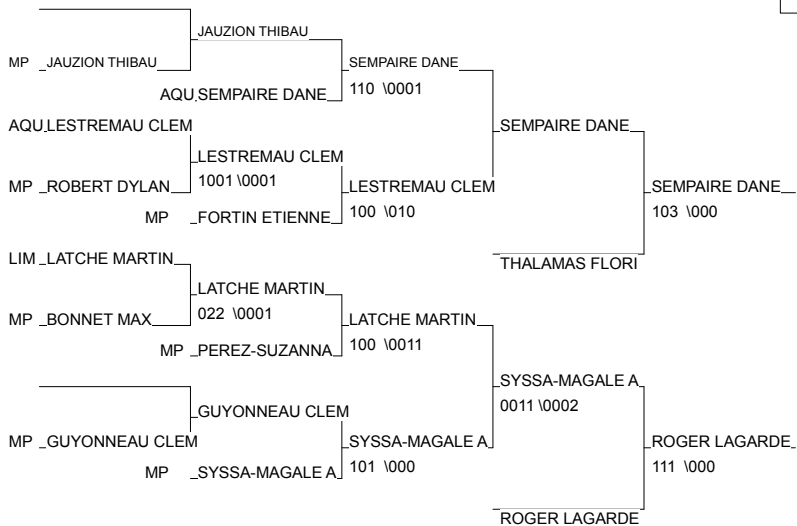 JAUZION THIBAU
MP JAUZION THIBAU SEMPAIRE DANE
AQU SEMPAIRE DANE 110 \0001
AQU LESTREMAU CLEM SEMPAIRE DANE
LESTREMAU CLEM
MP ROBERT DYLAN 1001 \0001 LESTREMAU CLEM SEMPAIRE DANE
MP FORTIN ETIENNE 100 \010 103 \000
LIM LATCHE MARTIN THALAMAS FLORI
LATCHE MARTIN
MP BONNET MAX 022 \0001 LATCHE MARTIN
MP PEREZ-SUZANNA 100 \0011
SYSSA-MAGALE A
GUYONNEAU CLEM 0011 \0002
MP GUYONNEAU CLEM SYSSA-MAGALE A ROGER LAGARDE
MP SYSSA-MAGALE A 101 \000 111 \000
ROGER LAGARDE